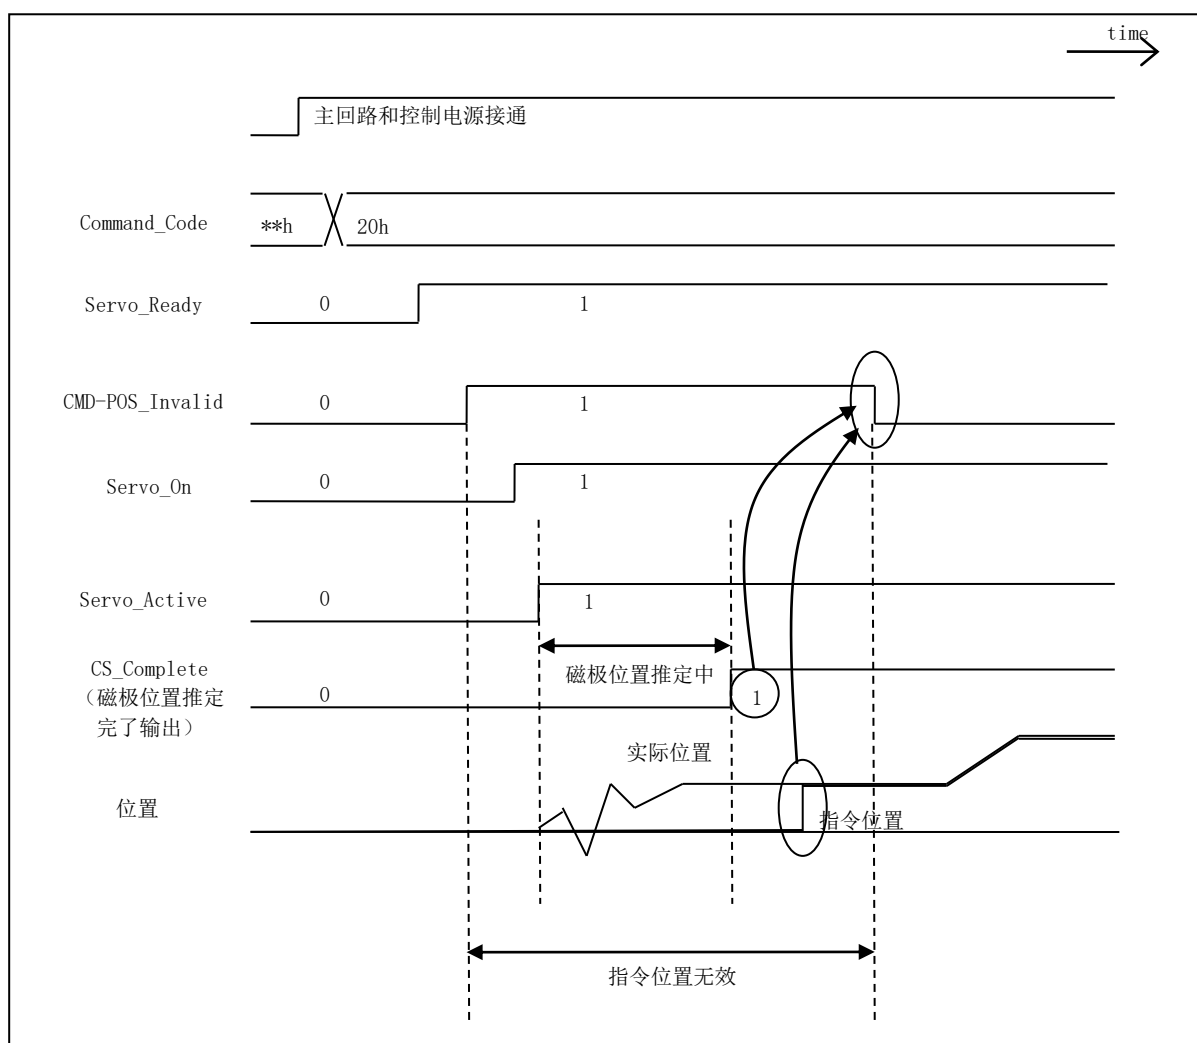 time
主回路和控制电源接通
Command_Code
**h
20h
Servo_Ready
0
1
CMD-POS_Invalid
0
1
Servo_On
0
1
Servo_Active
0
1
CS_Complete
（磁极位置推定
完了输出）
0
磁极位置推定中
1
实际位置
位置
指令位置
指令位置无效